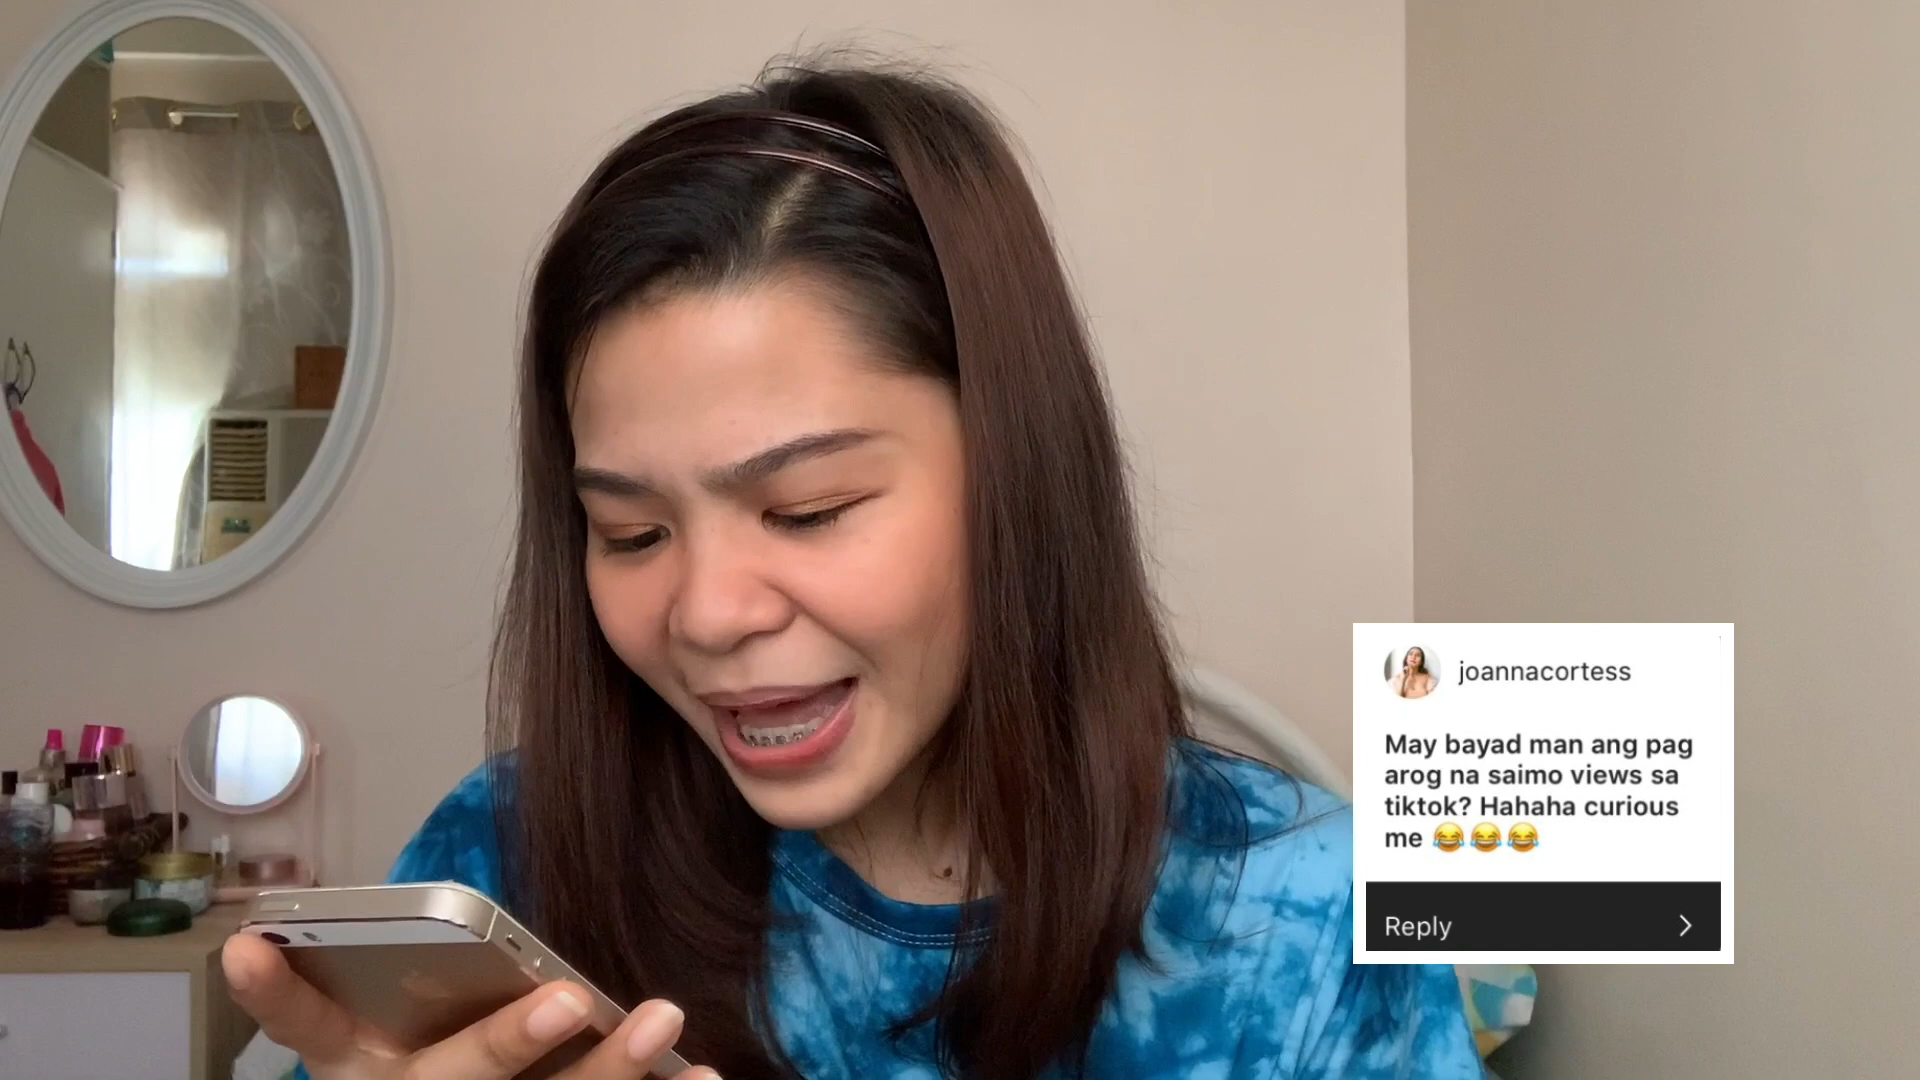 joannacortess
May bayad man ang pag
arog na saimo views sa
tiktok? Hahaha curious
me 😂😂😂
Reply